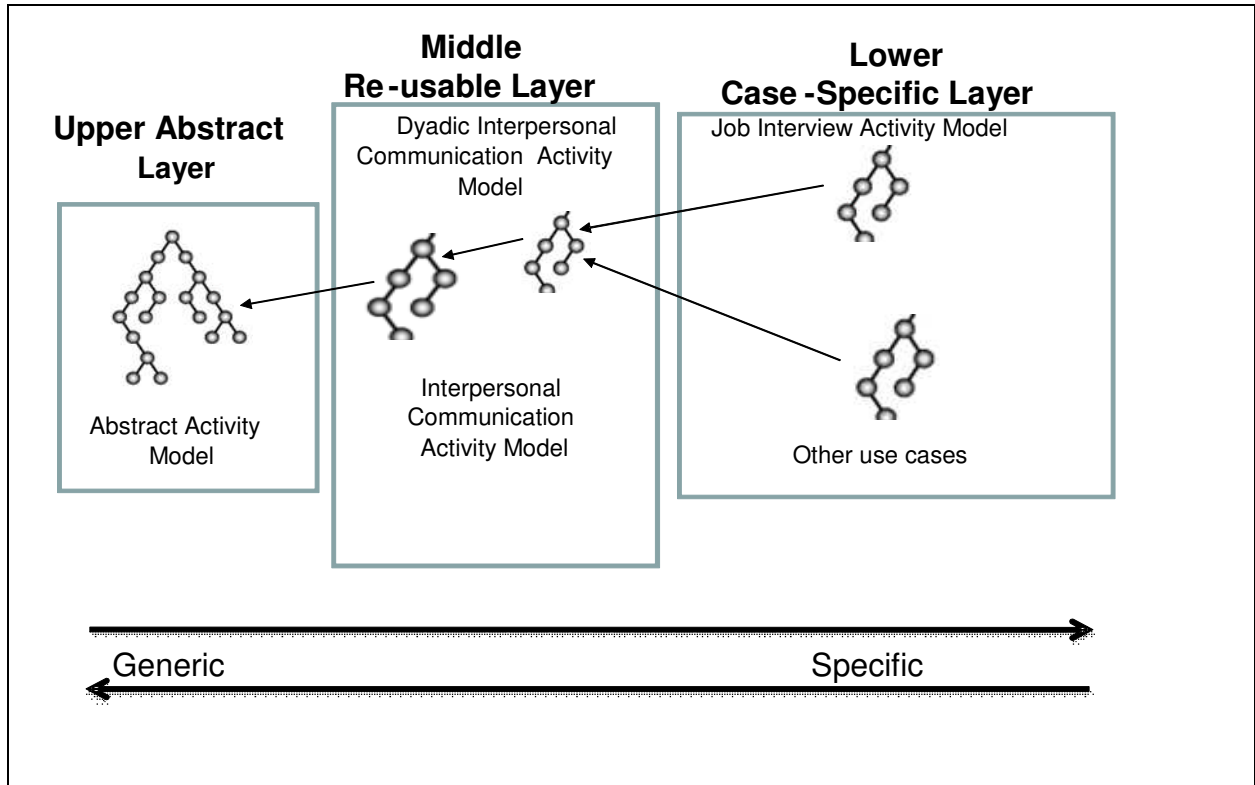 Upper Abstract
Layer
Abstract Activity
Model
Middle
Re-usable Layer
Dyadic Interpersonal
Communication Activity
Model
Interpersonal
Communication
Activity Model
Lower
Case-Specific Layer
Job Interview Activity Model
Other use cases
Generic
Specific